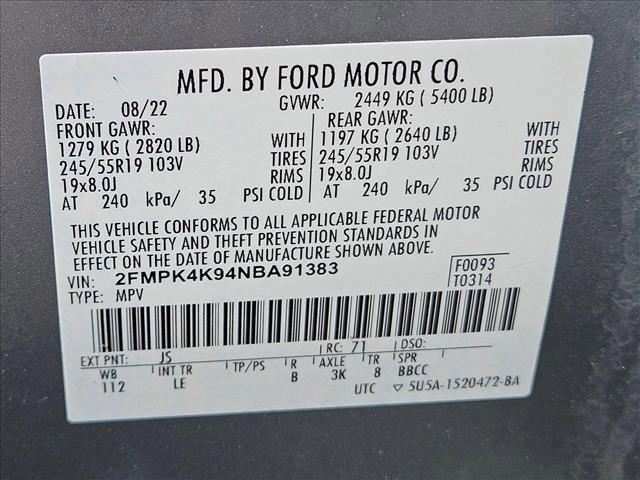 MFD. BY FORD MOTOR CO.
DATE: 08/22 GVWR: 2449 KG ( 5400 LB)
FRONT GAWR: REAR GAWR:
1279 KG ( 2820 LB) WITH 1197 KG ( 2640 LB) WITH
245/55R19 103V TIRES 245/55R19 103V TIRES
19x8.0J RIMS 19x8.0J RIMS
AT 240 kPa/ 35 PSI COLD AT 240 kPa/ 35 PSI COLD
THIS VEHICLE CONFORMS TO ALL APPLICABLE FEDERAL MOTOR
VEHICLE SAFETY AND THEFT PREVENTION STANDARDS IN
EFFECT ON THE DATE OF MANUFACTURE SHOWN ABOVE.
VIN: 2FMPK4K94NBA91383 F0093
TYPE: MPV T0314
EXT PNT: JS RC: 71 DSO:
WB INT TR TP/PS R AXLE TR SPR
112 LE B 3K 8 BBCC
UTC ▽ 5U5A-1520472-BA